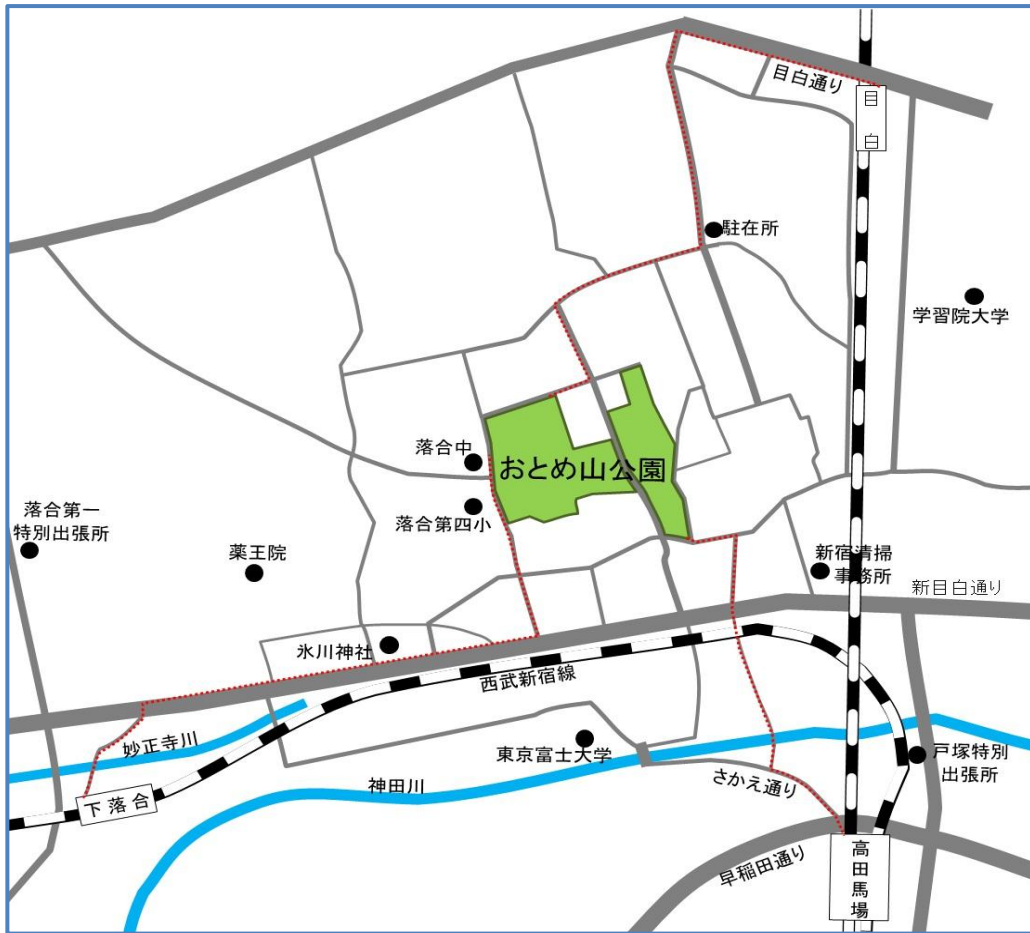 目白通り
目白
駐在所
学習院大学
落合中
おとめ山公園
落合第四小
落合第一
特別出張所
薬王院
新宿清掃
事務所
新目白通り
氷川神社
西武新宿線
妙正寺川
東京富士大学
戸塚特別
出張所
下落合
神田川
さかえ通り
早稲田通り
高田馬場